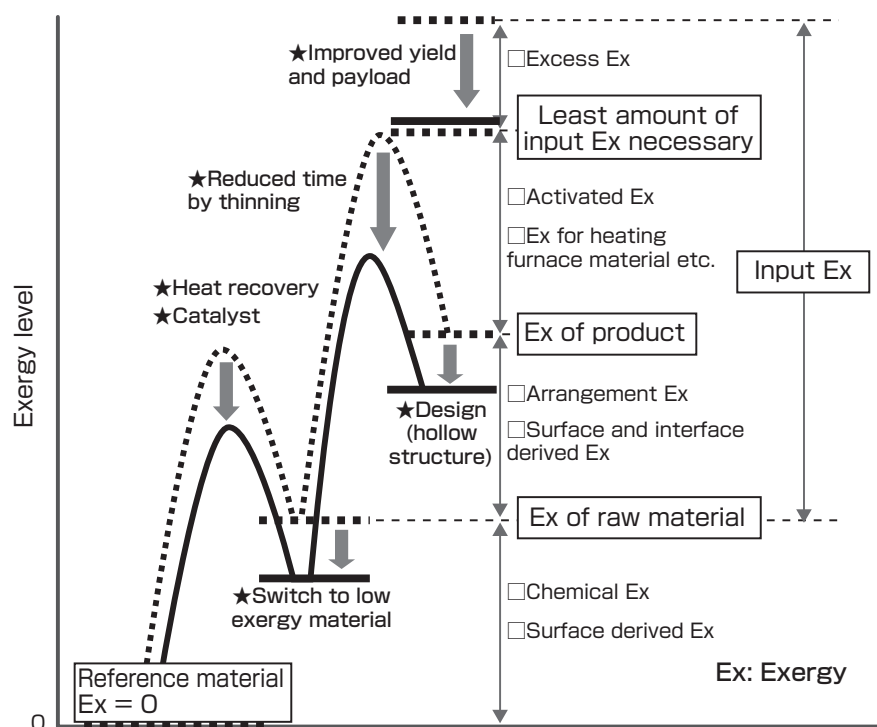 ★Improved yield
and payload
□Excess Ex
Least amount of
input Ex necessary
★Reduced time
by thinning
□Activated Ex
□Ex for heating
furnace material etc.
Input Ex
★Heat recovery
★Catalyst
Ex of product
Exergy level
□Arrangement Ex
★Design
(hollow
structure)
□Surface and interface
derived Ex
Ex of raw material
★Switch to low
exergy material
□Chemical Ex
□Surface derived Ex
Reference material
Ex = 0
Ex: Exergy
0